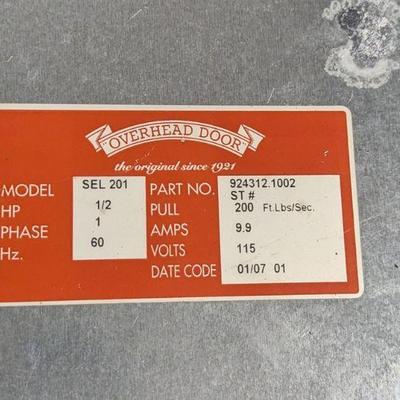 "OVERHEAD DOOR"
the original since 1921
MODEL SEL 201 PART NO. 924312.1002
ST #
HP 1/2 PULL 200 Ft.Lbs/Sec.
PHASE 1 AMPS 9.9
Hz. 60 VOLTS 115
DATE CODE 01/07 01